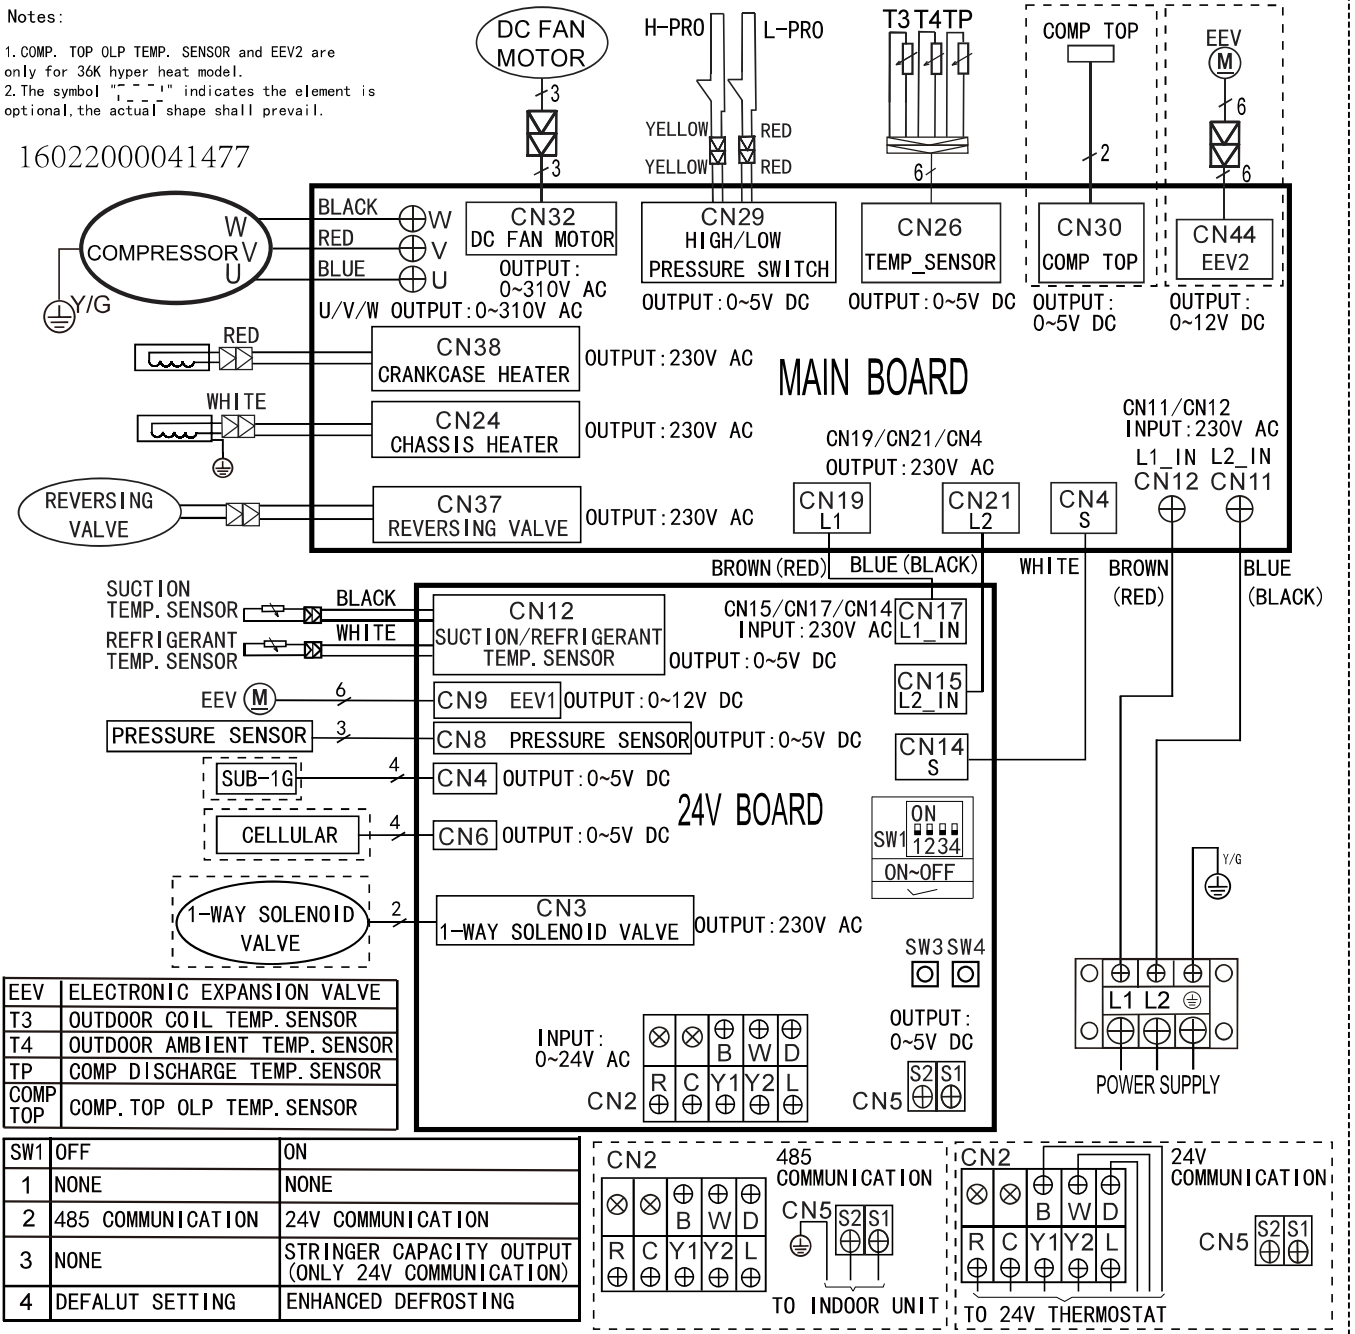 Notes:
1. COMP. TOP OLP TEMP. SENSOR and EEV2 are
only for 36K hyper heat model.
2. The symbol " " indicates the element is
optional, the actual shape shall prevail.
16022000041477
DC FAN
MOTOR
3
3
H-PRO
L-PRO
YELLOW
RED
YELLOW
RED
T3 T4 TP
6
COMP TOP
2
EEV
M
6
6
COMPRESSOR
W
V
U
Y/G
BLACK
RED
BLUE
W
V
U
U/V/W OUTPUT:0~310V AC
CN32
DC FAN MOTOR
OUTPUT:
0~310V AC
CN29
HIGH/LOW
PRESSURE SWITCH
OUTPUT:0~5V DC
CN26
TEMP_SENSOR
OUTPUT:0~5V DC
CN30
COMP TOP
OUTPUT:
0~5V DC
CN44
EEV2
OUTPUT:
0~12V DC
RED
CN38
CRANKCASE HEATER
OUTPUT:230V AC
MAIN BOARD
WHITE
CN24
CHASSIS HEATER
OUTPUT:230V AC
REVERSING
VALVE
CN37
REVERSING VALVE
OUTPUT:230V AC
CN19/CN21/CN4
OUTPUT:230V AC
CN19
L1
CN21
L2
CN4
S
CN11/CN12
INPUT:230V AC
L1_IN L2_IN
CN12 CN11
BROWN(RED)
BLUE(BLACK)
WHITE
BROWN
(RED)
BLUE
(BLACK)
SUCTION
TEMP. SENSOR
BLACK
REFRIGERANT
TEMP. SENSOR
WHITE
CN12
SUCTION/REFRIGERANT
TEMP. SENSOR
OUTPUT:0~5V DC
CN15/CN17/CN14
INPUT:230V AC
CN17
L1_IN
CN15
L2_IN
CN14
S
EEV M
6
CN9 EEV1
OUTPUT:0~12V DC
PRESSURE SENSOR
3
CN8 PRESSURE SENSOR
OUTPUT:0~5V DC
SUB-1G
4
CN4
OUTPUT:0~5V DC
24V BOARD
CELLULAR
4
CN6
OUTPUT:0~5V DC
SW1
ON
1234
ON~OFF
1-WAY SOLENOID
VALVE
2
CN3
1-WAY SOLENOID VALVE
OUTPUT:230V AC
SW3 SW4
Y/G
L1 L2
POWER SUPPLY
INPUT:
0~24V AC
CN2
B W D
R C Y1 Y2 L
OUTPUT:
0~5V DC
CN5
S2 S1
EEV ELECTRONIC EXPANSION VALVE
T3 OUTDOOR COIL TEMP. SENSOR
T4 OUTDOOR AMBIENT TEMP. SENSOR
TP COMP DISCHARGE TEMP. SENSOR
COMP
TOP
COMP. TOP OLP TEMP. SENSOR
SW1 OFF ON
1 NONE NONE
2 485 COMMUNICATION 24V COMMUNICATION
3 NONE STRINGER CAPACITY OUTPUT
(ONLY 24V COMMUNICATION)
4 DEFALUT SETTING ENHANCED DEFROSTING
CN2
B W D
R C Y1 Y2 L
485
COMMUNICATION
CN5
S2 S1
TO INDOOR UNIT
CN2
B W D
R C Y1 Y2 L
TO 24V THERMOSTAT
24V
COMMUNICATION
CN5
S2 S1